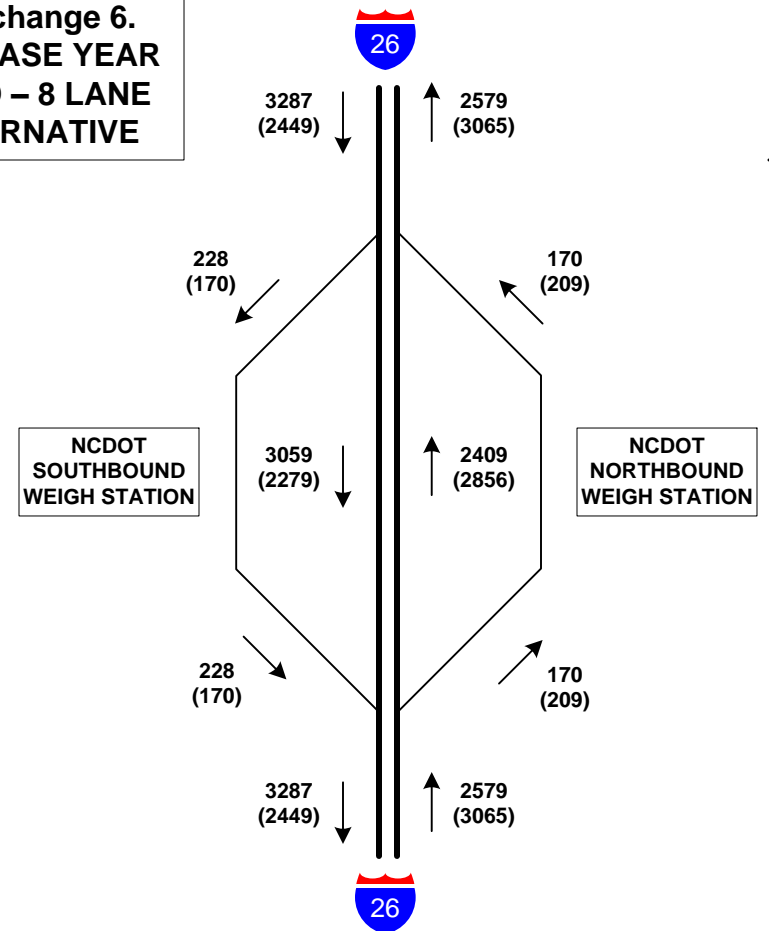 change 6.
ASE YEAR
– 8 LANE
RNATIVE
26
3287
(2449)
2579
(3065)
228
(170)
170
(209)
NCDOT
SOUTHBOUND
WEIGH STATION
3059
(2279)
2409
(2856)
NCDOT
NORTHBOUND
WEIGH STATION
228
(170)
170
(209)
3287
(2449)
2579
(3065)
26